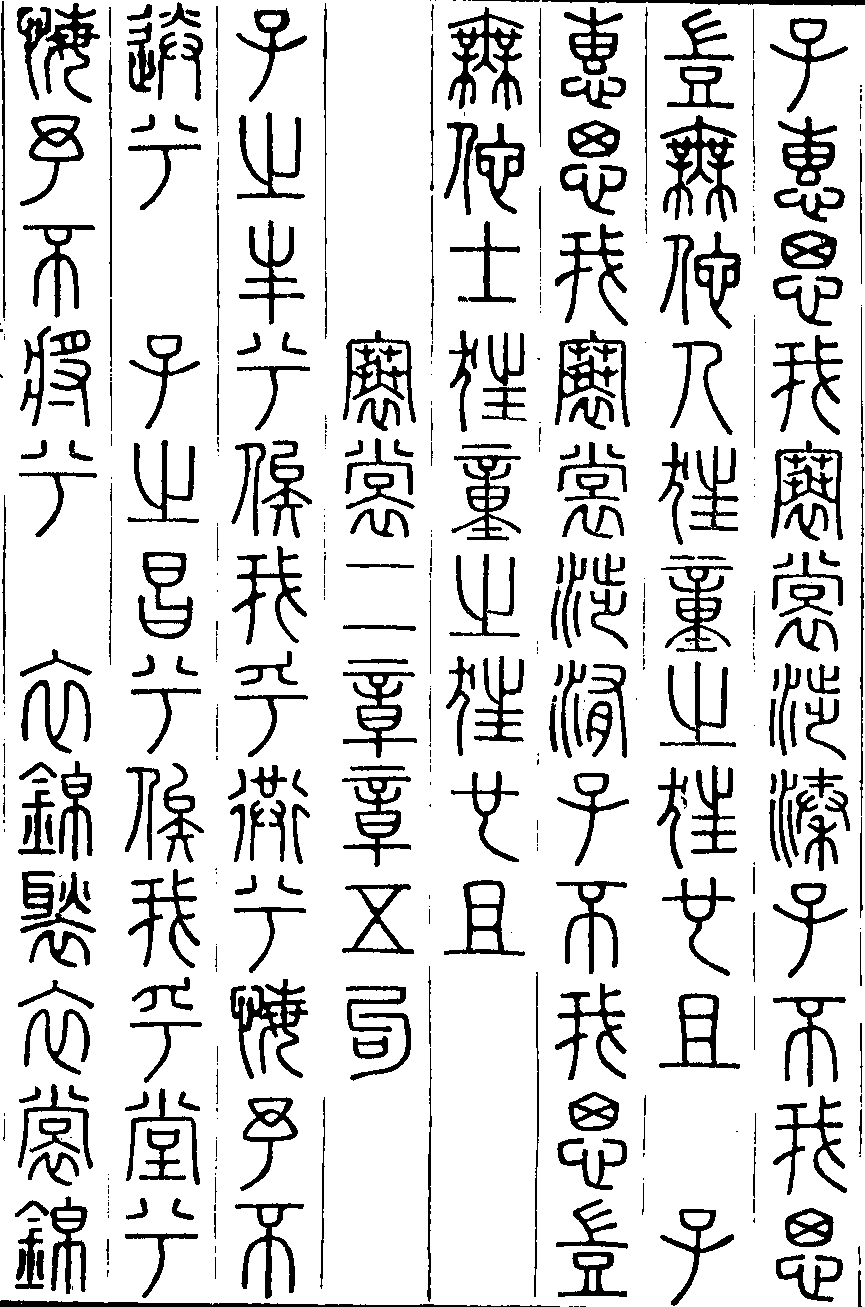 子惠思我褰裳涉溱子不我思
豈無佗人狂童之狂也且　子
惠思我褰裳涉洧子不我思豈
無佗士狂童之狂也且
褰裳二章章五句
子之丰兮俟我乎巷兮悔予不
送兮　子之昌兮俟我乎堂兮
悔予不將兮　衣錦褧衣裳錦